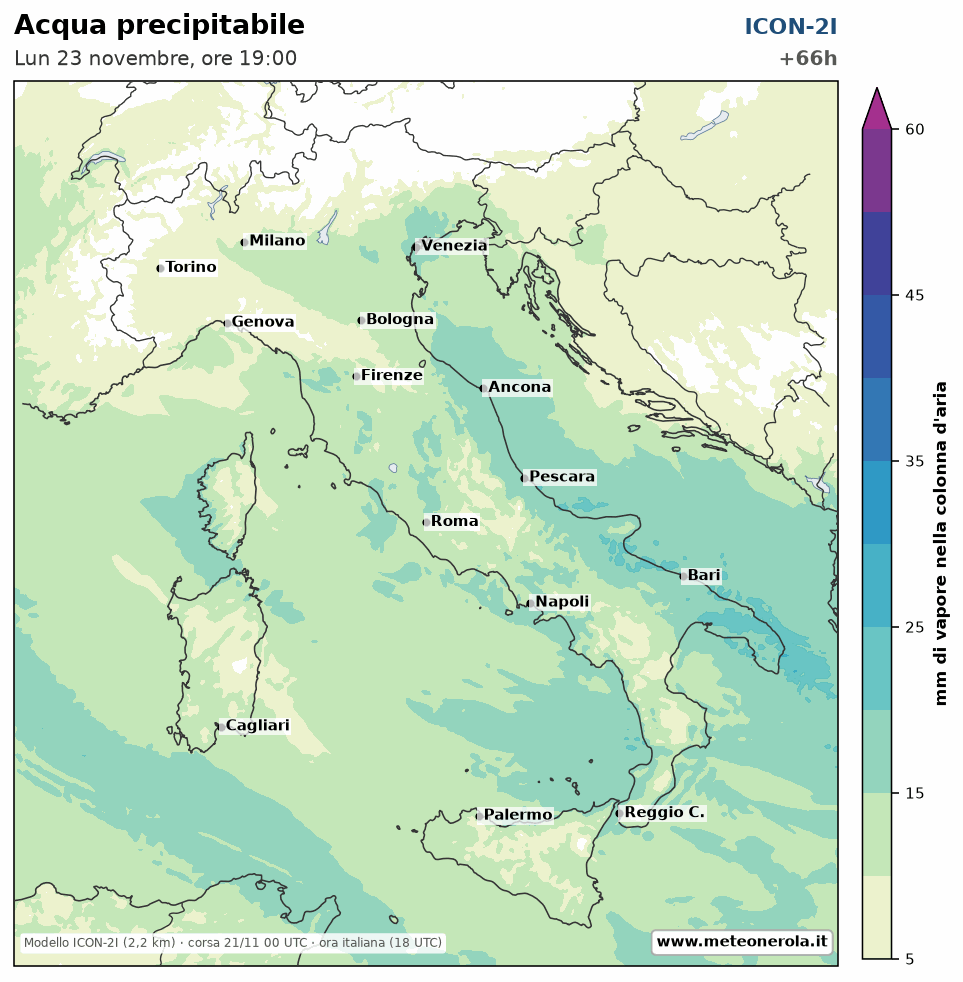 Acqua precipitabile
ICON-2I
Lun 23 novembre, ore 19:00
+66h
60
45
35
25
15
5
mm di vapore nella colonna d'aria
Milano
Venezia
Torino
Genova
Bologna
Firenze
Ancona
Pescara
Roma
Bari
Napoli
Cagliari
Palermo
Reggio C.
Modello ICON-2I (2,2 km) · corsa 21/11 00 UTC · ora italiana (18 UTC)
www.meteonerola.it